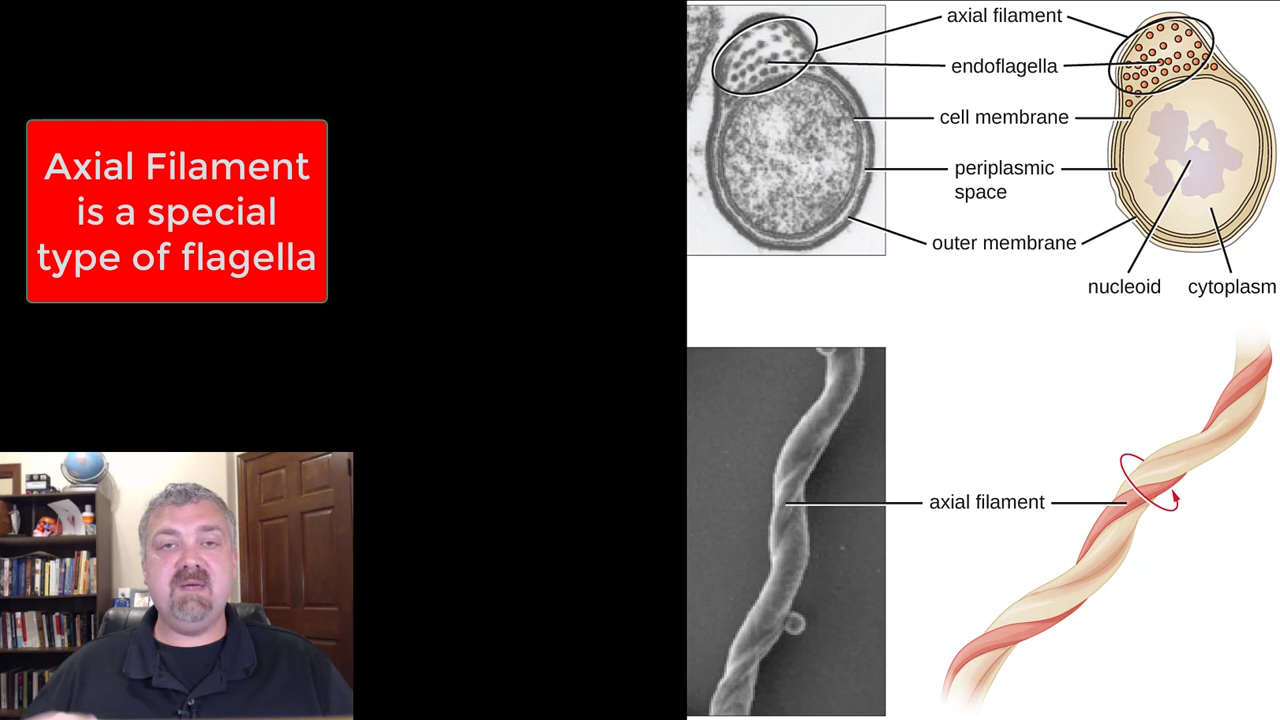 Axial Filament
is a special
type of flagella
axial filament
endoflagella
cell membrane
periplasmic
space
outer membrane
nucleoid
cytoplasm
axial filament